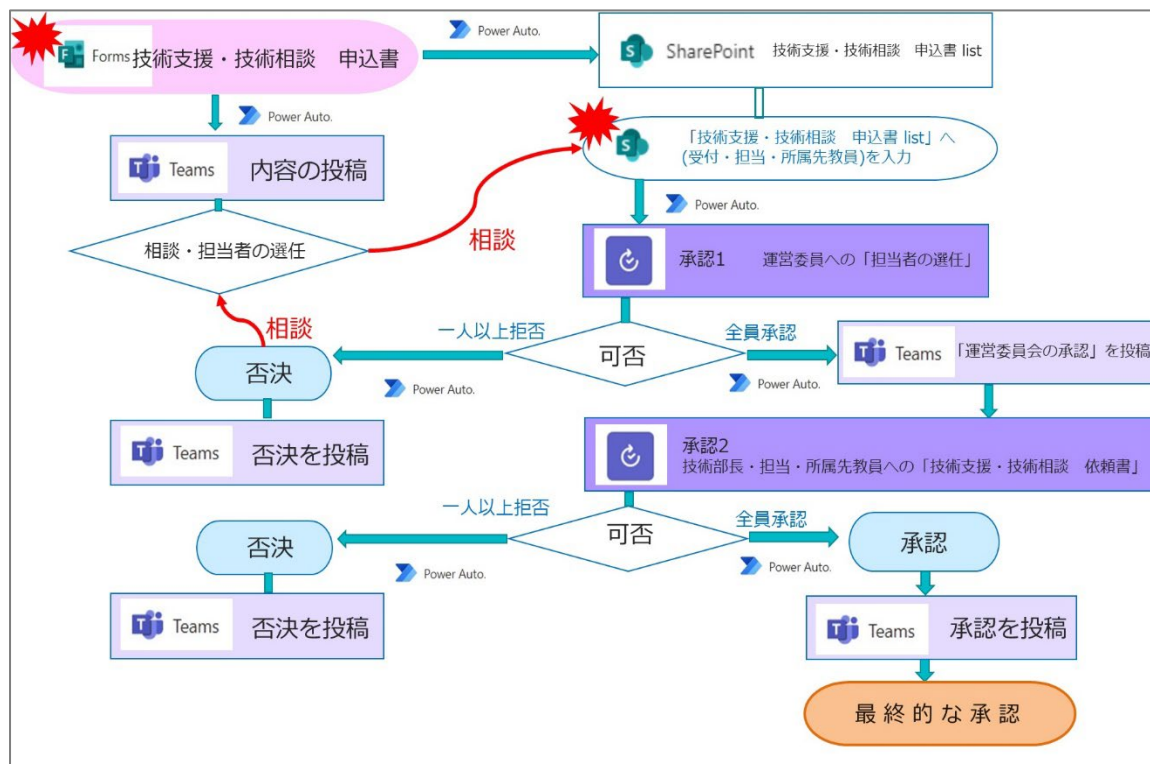 Forms 技術支援・技術相談　申込書
Power Auto.
SharePoint 技術支援・技術相談　申込書 list
Power Auto.
Teams 内容の投稿
「技術支援・技術相談　申込書 list」へ
(受付・担当・所属先教員)を入力
Power Auto.
相談・担当者の選任
相談
承認1　運営委員への「担当者の選任」
相談
一人以上拒否
可否
全員承認
Teams 「運営委員会の承認」を投稿
否決
Power Auto.
Power Auto.
Teams 否決を投稿
承認2
技術部長・担当・所属先教員への「技術支援・技術相談　依頼書」
一人以上拒否
可否
全員承認
否決
承認
Power Auto.
Power Auto.
Teams 否決を投稿
Teams 承認を投稿
最終的な承認